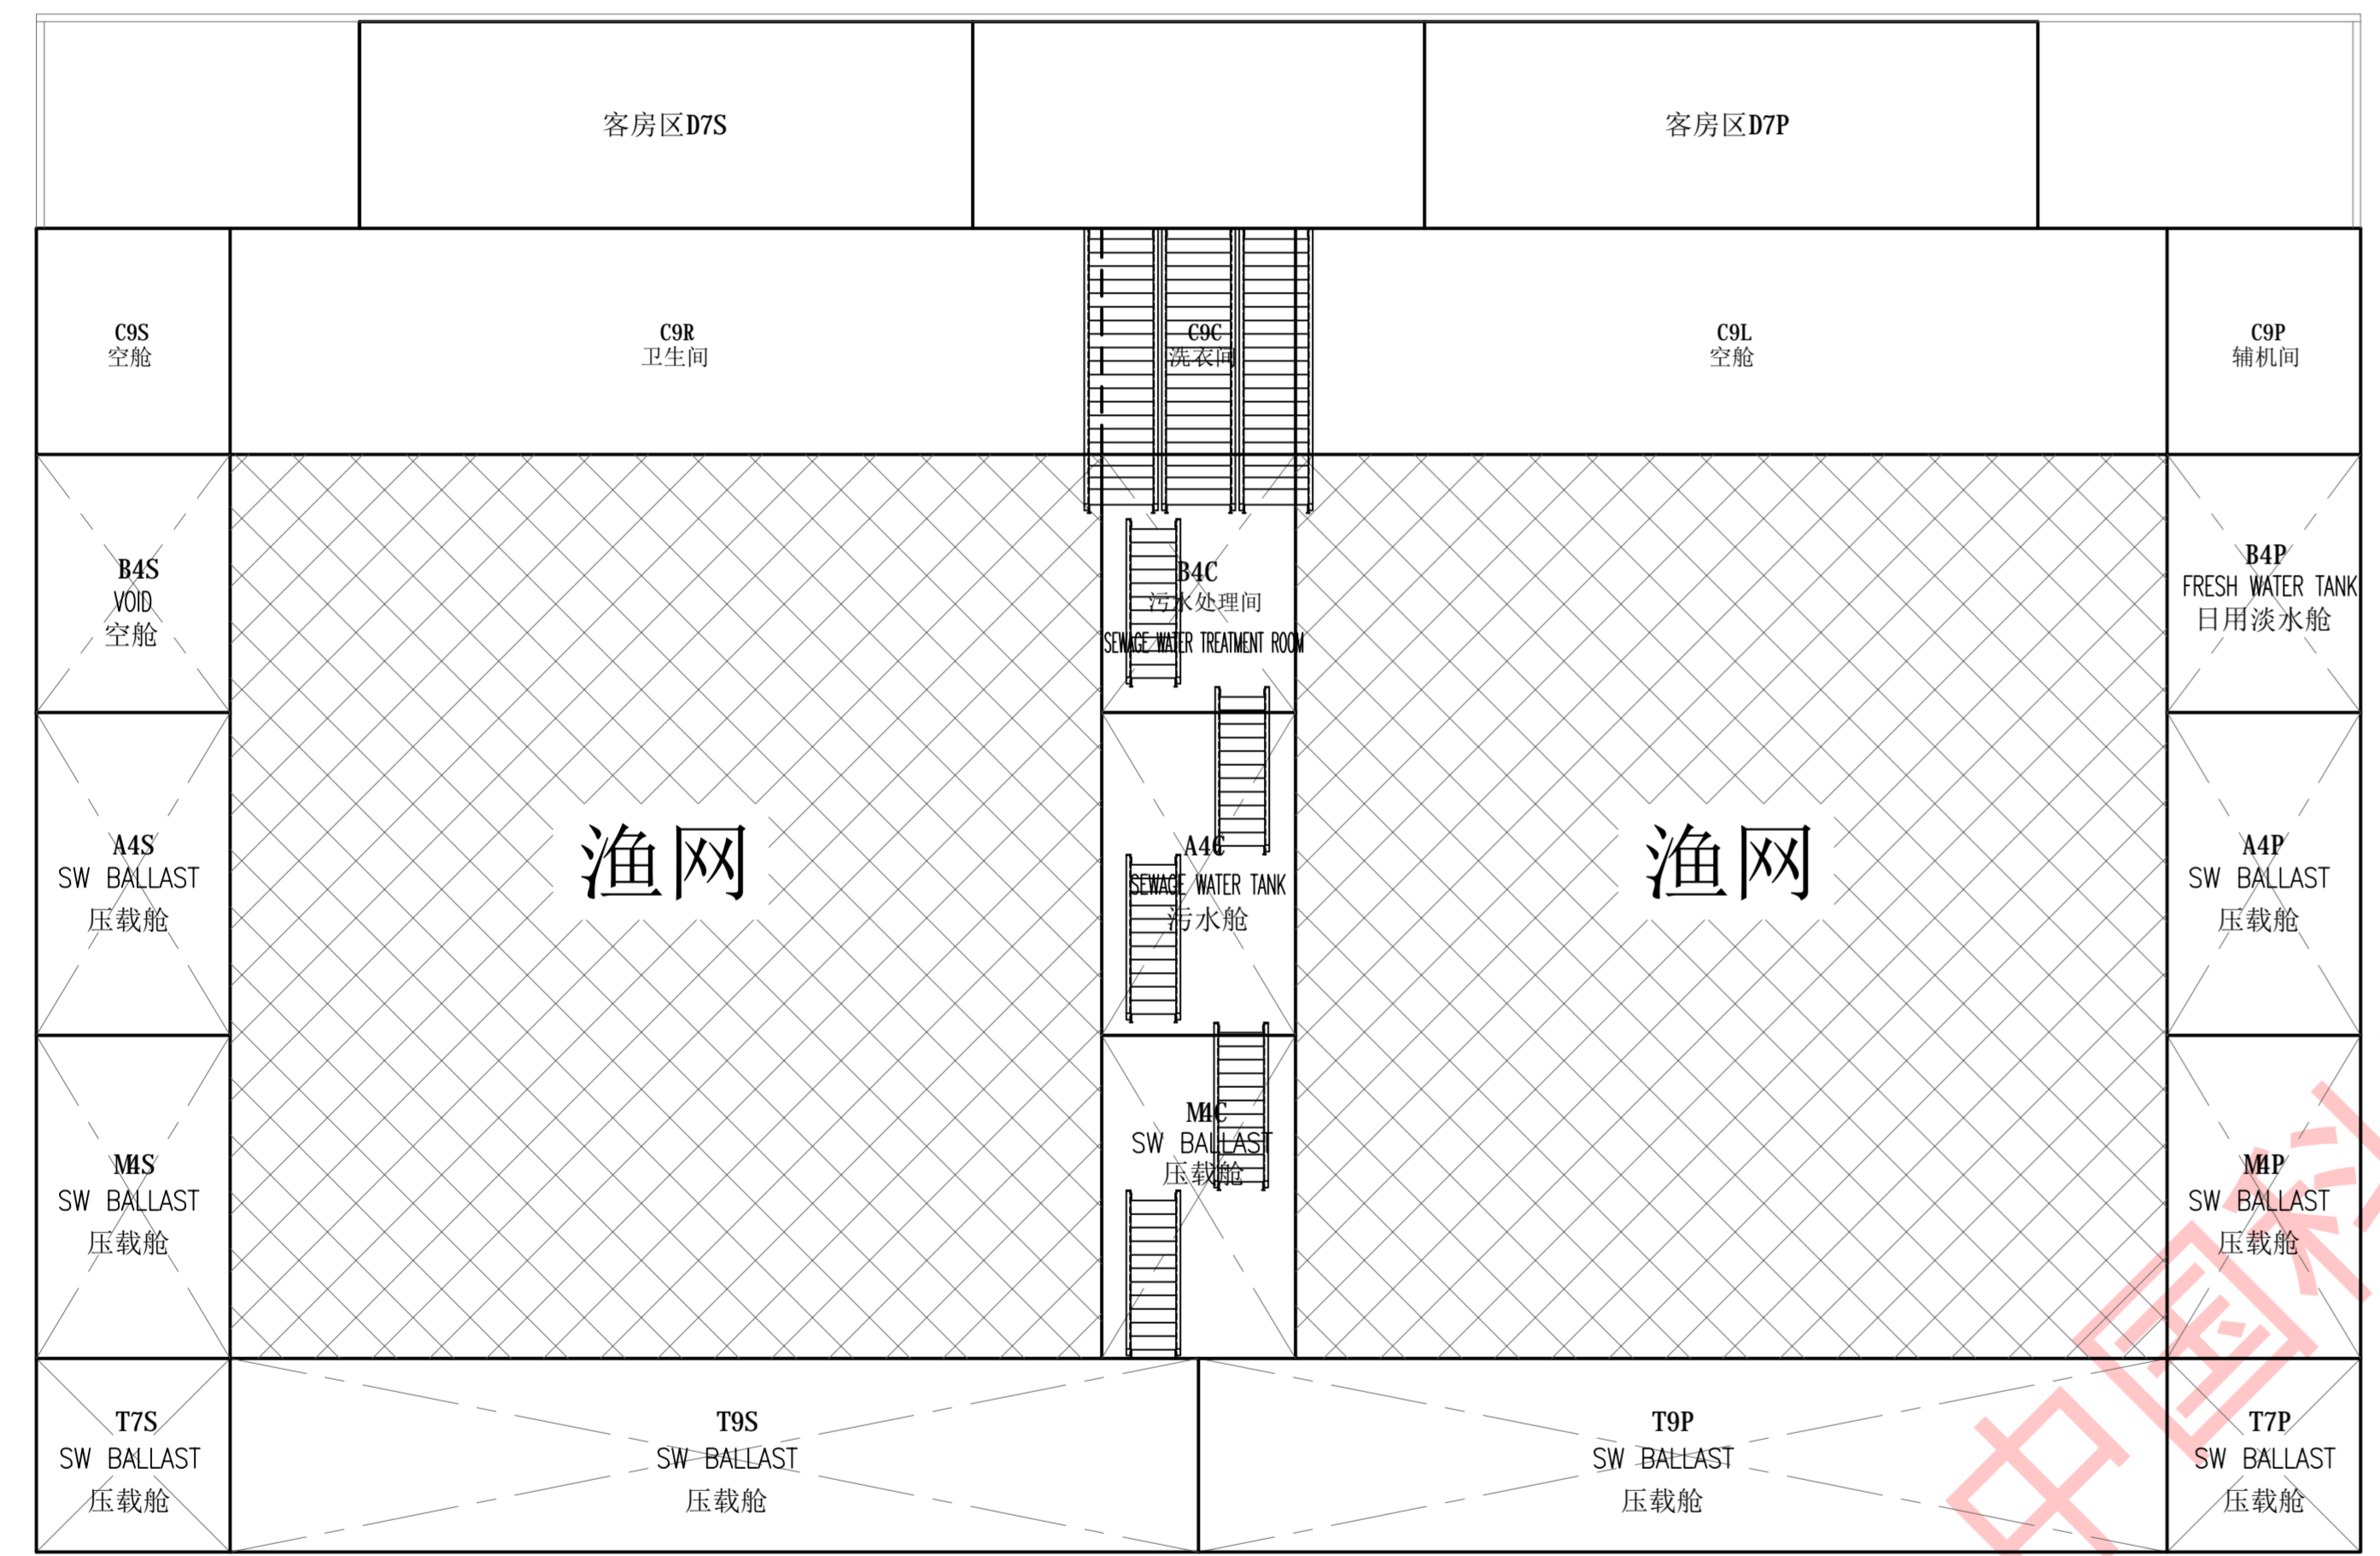 客房区D7S
客房区D7P
C9S
空舱
C9R
卫生间
C9C
洗衣间
C9L
空舱
C9P
辅机间
B4S
VOID
空舱
B4C
污水处理间
SEWAGE WATER TREATMENT ROOM
B4P
FRESH WATER TANK
日用淡水舱
A4S
SW BALLAST
压载舱
渔网
A4C
SEWAGE WATER TANK
污水舱
渔网
A4P
SW BALLAST
压载舱
M4S
SW BALLAST
压载舱
M4C
SW BALLAST
压载舱
M4P
SW BALLAST
压载舱
T7S
SW BALLAST
压载舱
T9S
SW BALLAST
压载舱
T9P
SW BALLAST
压载舱
T7P
SW BALLAST
压载舱
中国科